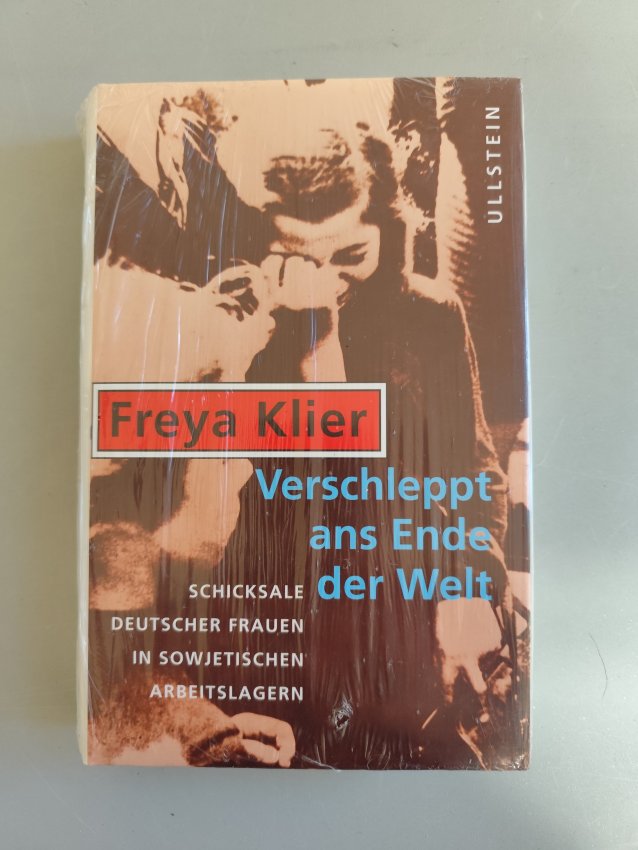 ULLSTEIN
Freya Klier
Verschleppt
ans Ende
der Welt
SCHICKSALE
DEUTSCHER FRAUEN
IN SOWJETISCHEN
ARBEITSLAGERN